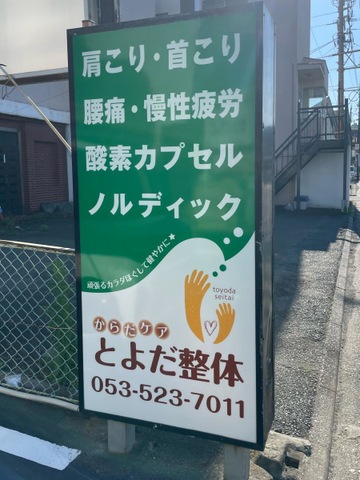 肩こり・首こり
腰痛・慢性疲労
酸素カプセル
ノルディック
頑張るカラダほぐして軽やかに★
toyoda
seitai
からだケア
とよだ整体
053-523-7011